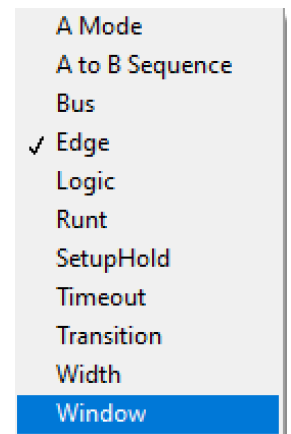 A Mode
A to B Sequence
Bus
✓ Edge
Logic
Runt
SetupHold
Timeout
Transition
Width
Window